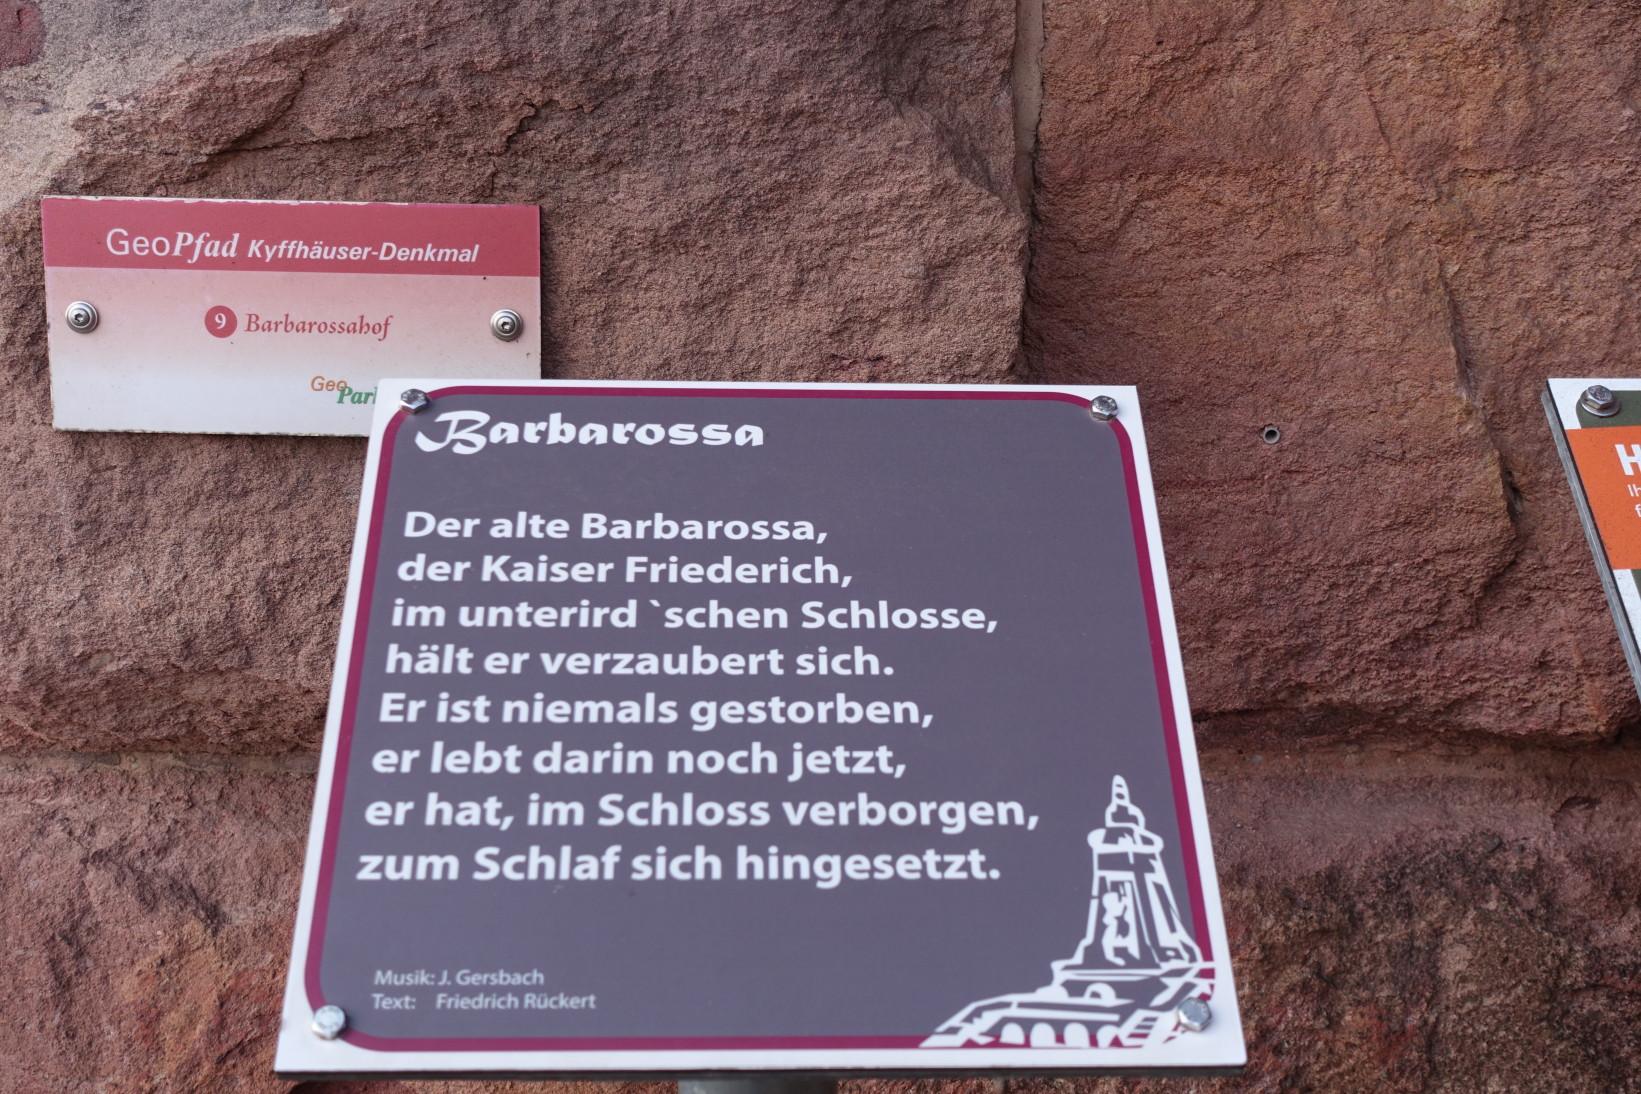 GeoPfad Kyffhäuser-Denkmal
9 Barbarossahof
Geo
Barbarossa
Der alte Barbarossa,
der Kaiser Friederich,
im unterird `schen Schlosse,
hält er verzaubert sich.
Er ist niemals gestorben,
er lebt darin noch jetzt,
er hat, im Schloss verborgen,
zum Schlaf sich hingesetzt.
Musik: J. Gersbach
Text: Friedrich Rückert